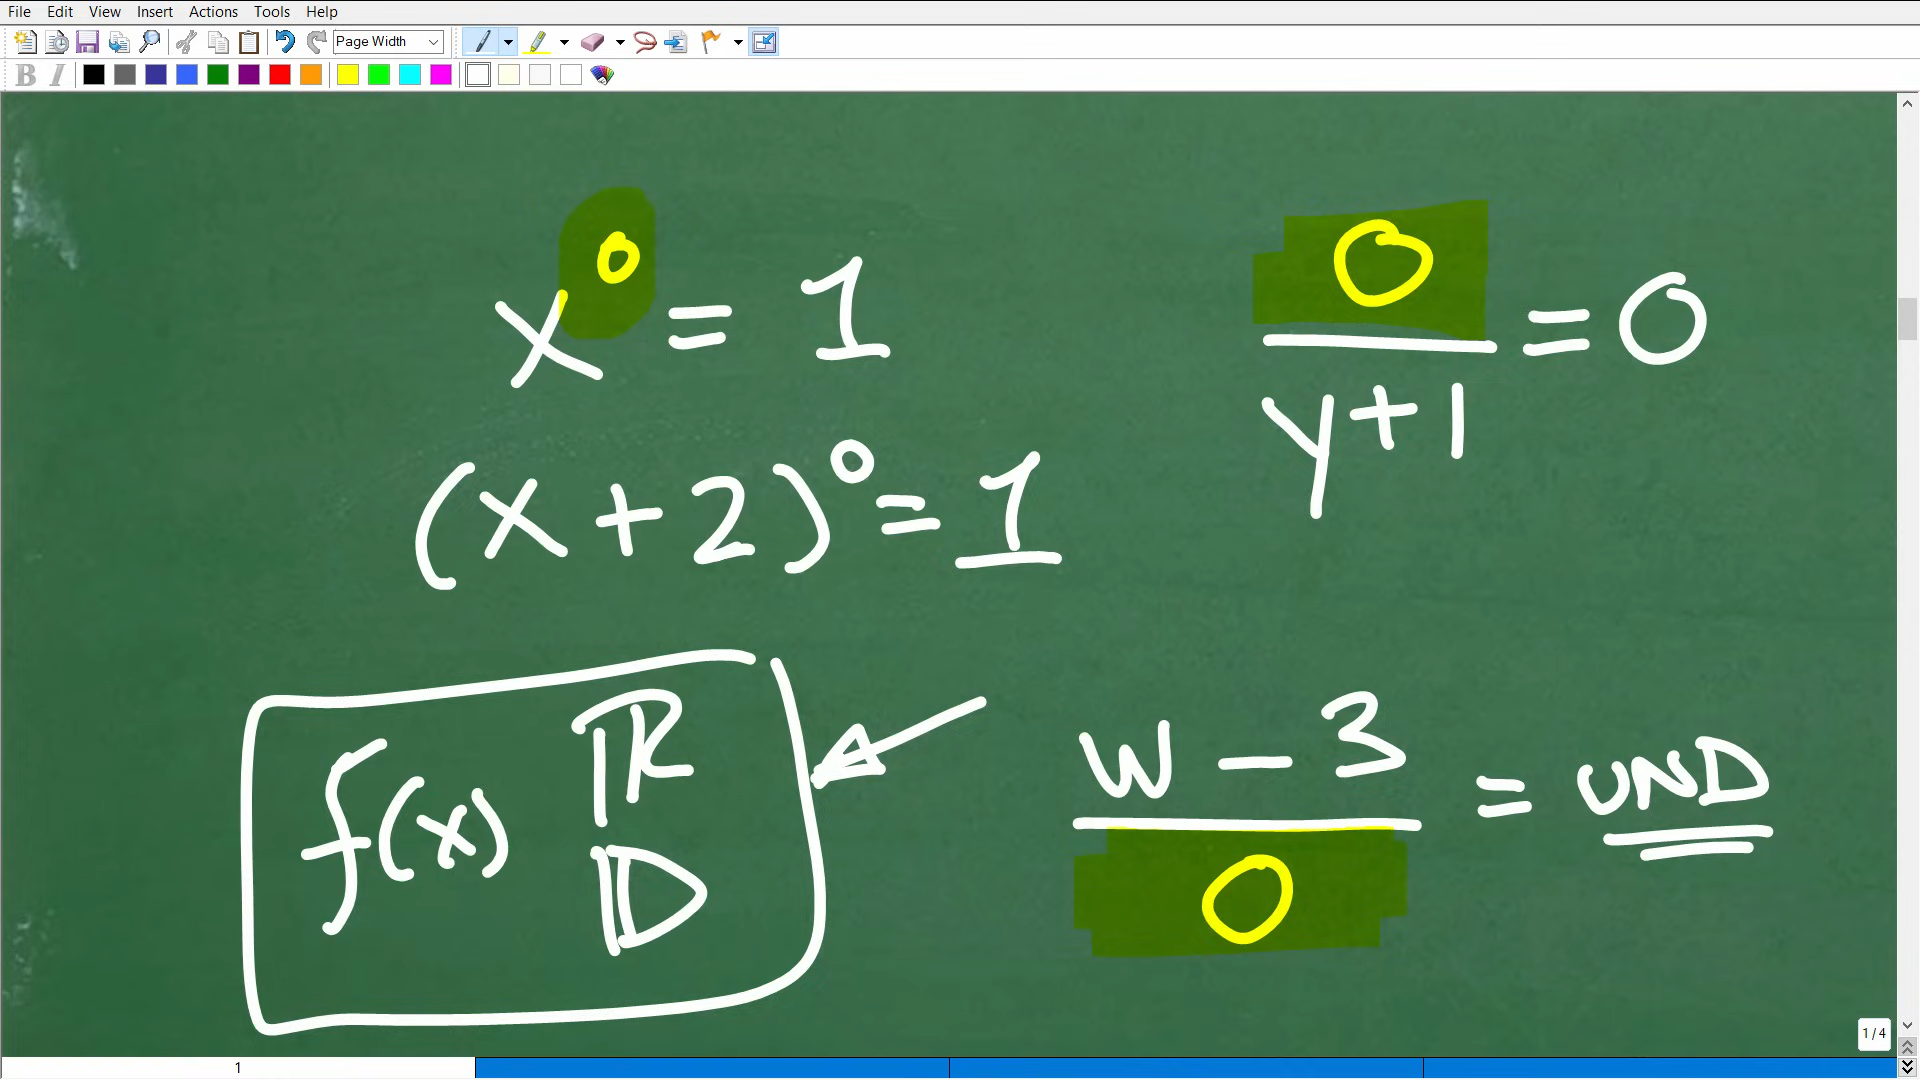 File Edit View Insert Actions Tools Help
Page Width
B I
x⁰ = 1
(x + 2)⁰ = 1
0
y + 1
= 0
f(x) R
D
w - 3
0
= UND
1 / 4
1